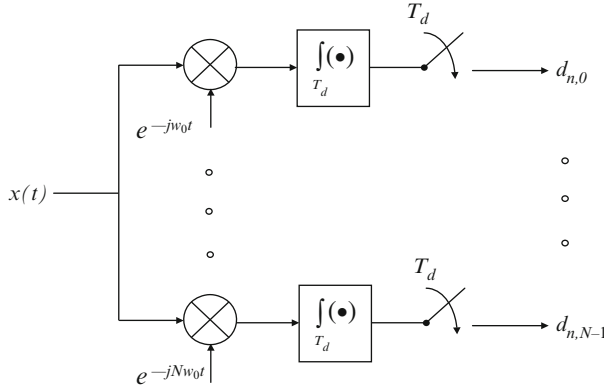 T_d
∫(•)
T_d
d_{n,0}
e^{—jw_0t}
x(t)
T_d
∫(•)
T_d
d_{n,N–1}
e^{—jNw_0t}